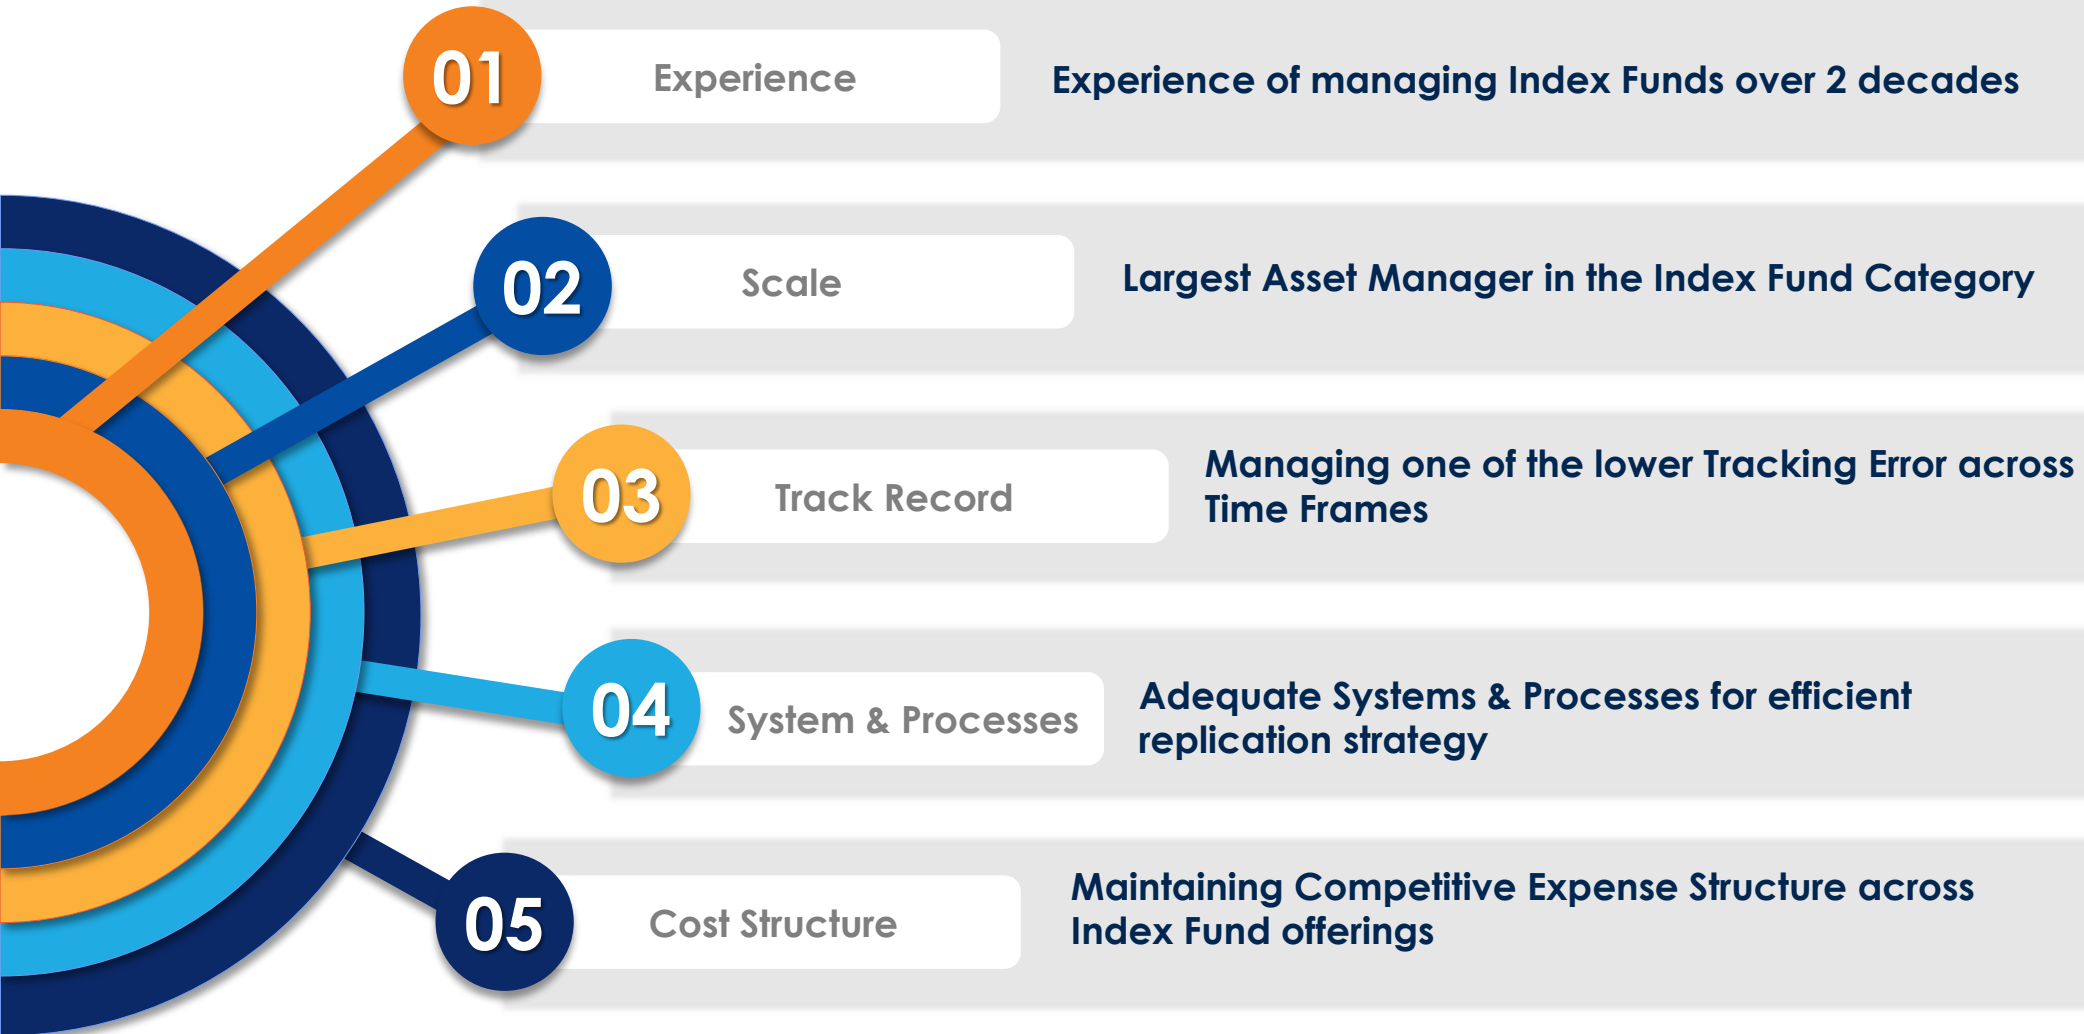 01
Experience
Experience of managing Index Funds over 2 decades
02
Scale
Largest Asset Manager in the Index Fund Category
03
Track Record
Managing one of the lower Tracking Error across
Time Frames
04
System & Processes
Adequate Systems & Processes for efficient
replication strategy
05
Cost Structure
Maintaining Competitive Expense Structure across
Index Fund offerings